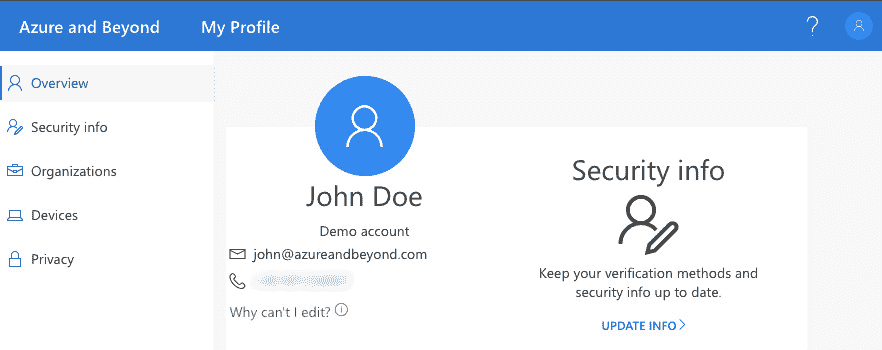 Azure and Beyond My Profile ?
Overview
Security info
Organizations
Devices
Privacy
John Doe
Demo account
john@azureandbeyond.com
Why can't I edit?
Security info
Keep your verification methods and
security info up to date.
UPDATE INFO